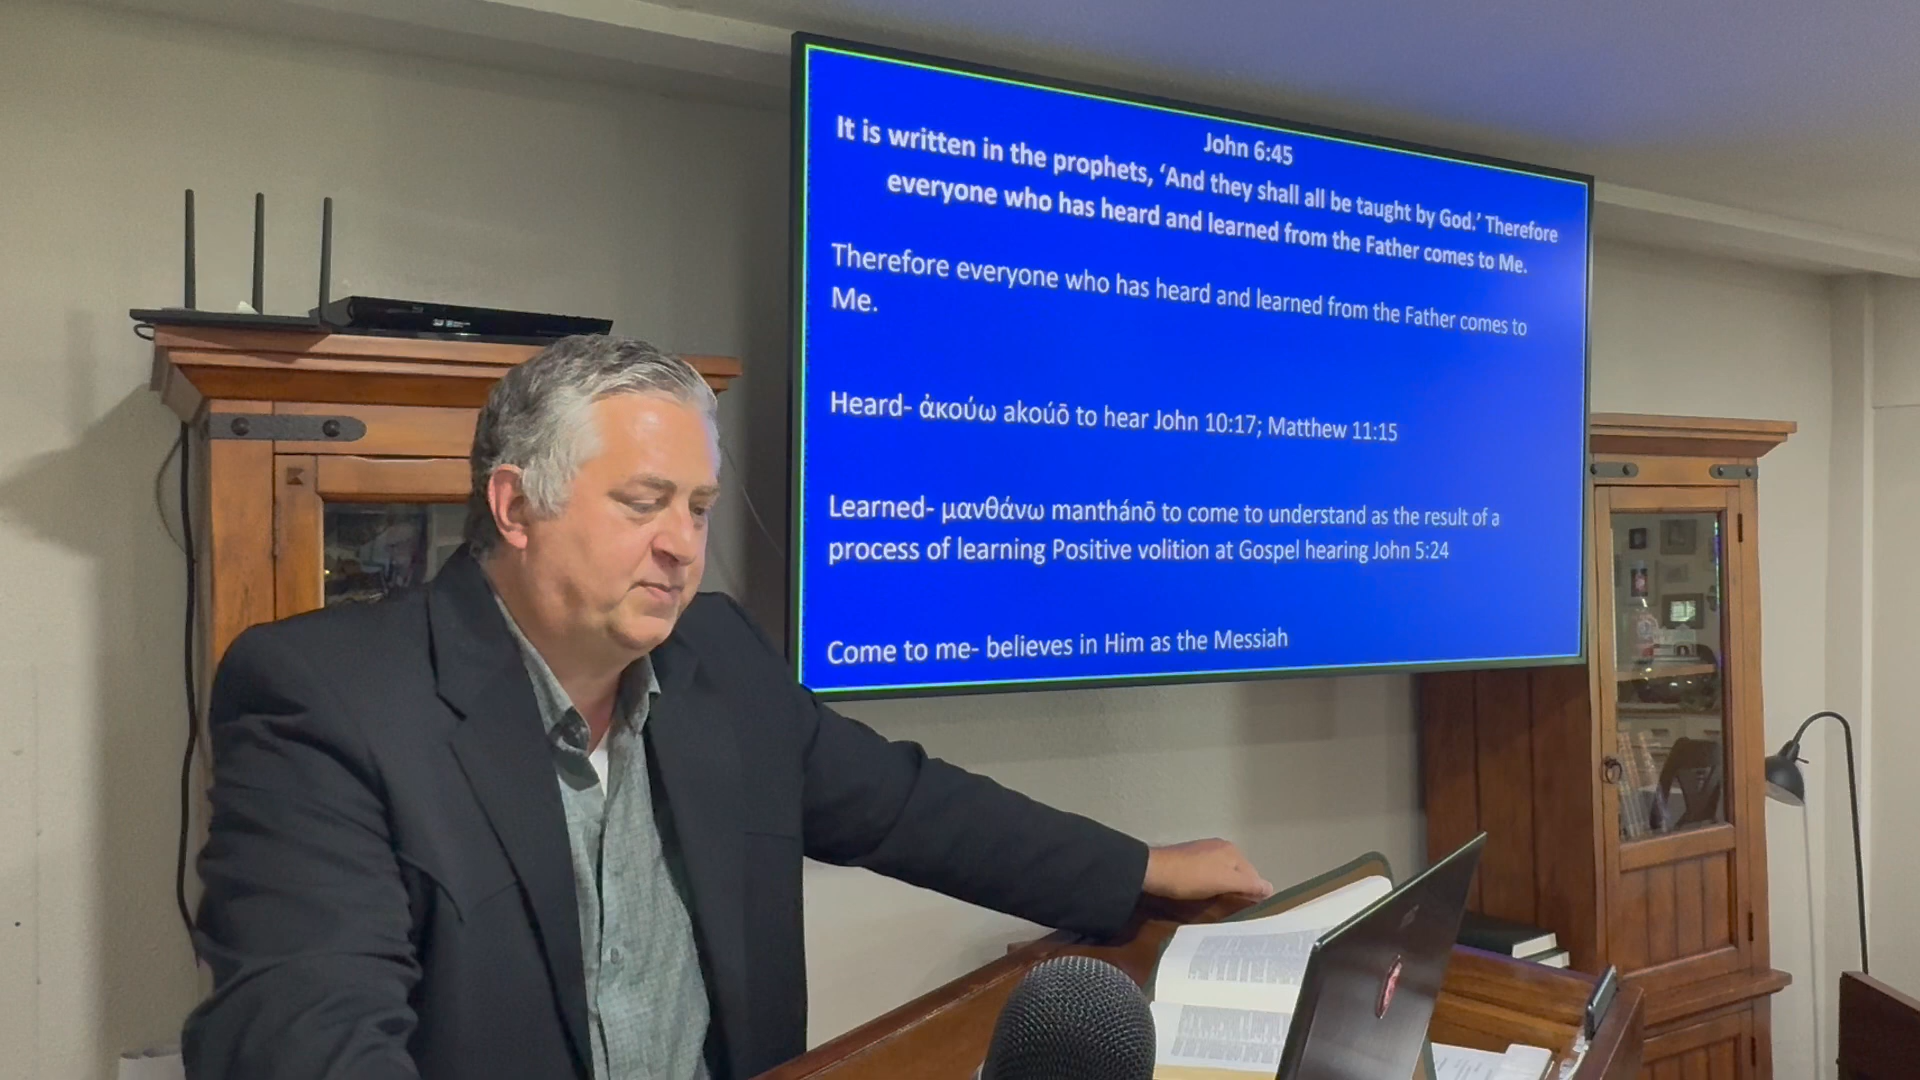 John 6:45
It is written in the prophets, ‘And they shall all be taught by God.’ Therefore
everyone who has heard and learned from the Father comes to Me.
Therefore everyone who has heard and learned from the Father comes to
Me.
Heard- ἀκούω akoúō to hear John 10:17; Matthew 11:15
Learned- μανθάνω manthánō to come to understand as the result of a
process of learning Positive volition at Gospel hearing John 5:24
Come to me- believes in Him as the Messiah